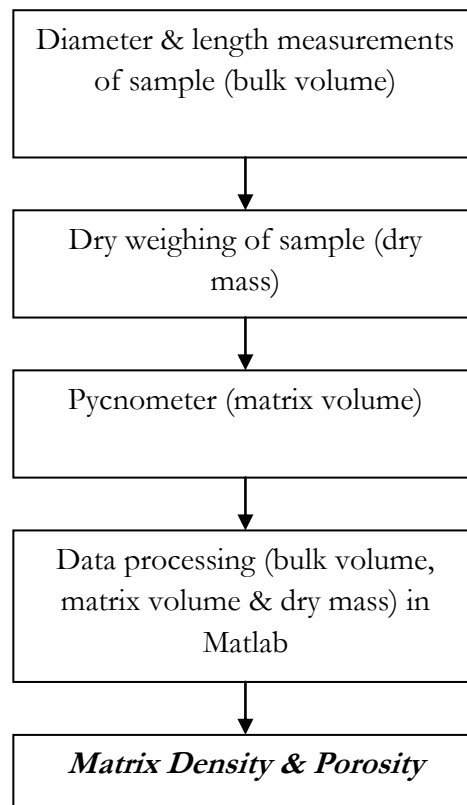 Diameter & length measurements
of sample (bulk volume)
Dry weighing of sample (dry
mass)
Pycnometer (matrix volume)
Data processing (bulk volume,
matrix volume & dry mass) in
Matlab
Matrix Density & Porosity